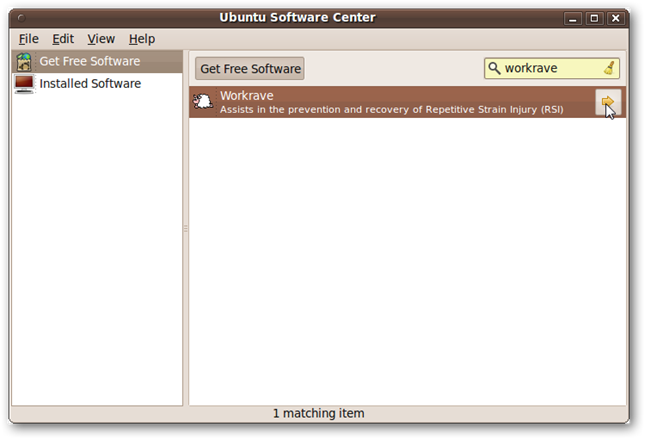 Ubuntu Software Center
File Edit View Help
Get Free Software
Installed Software
Get Free Software
workrave
Workrave
Assists in the prevention and recovery of Repetitive Strain Injury (RSI)
1 matching item